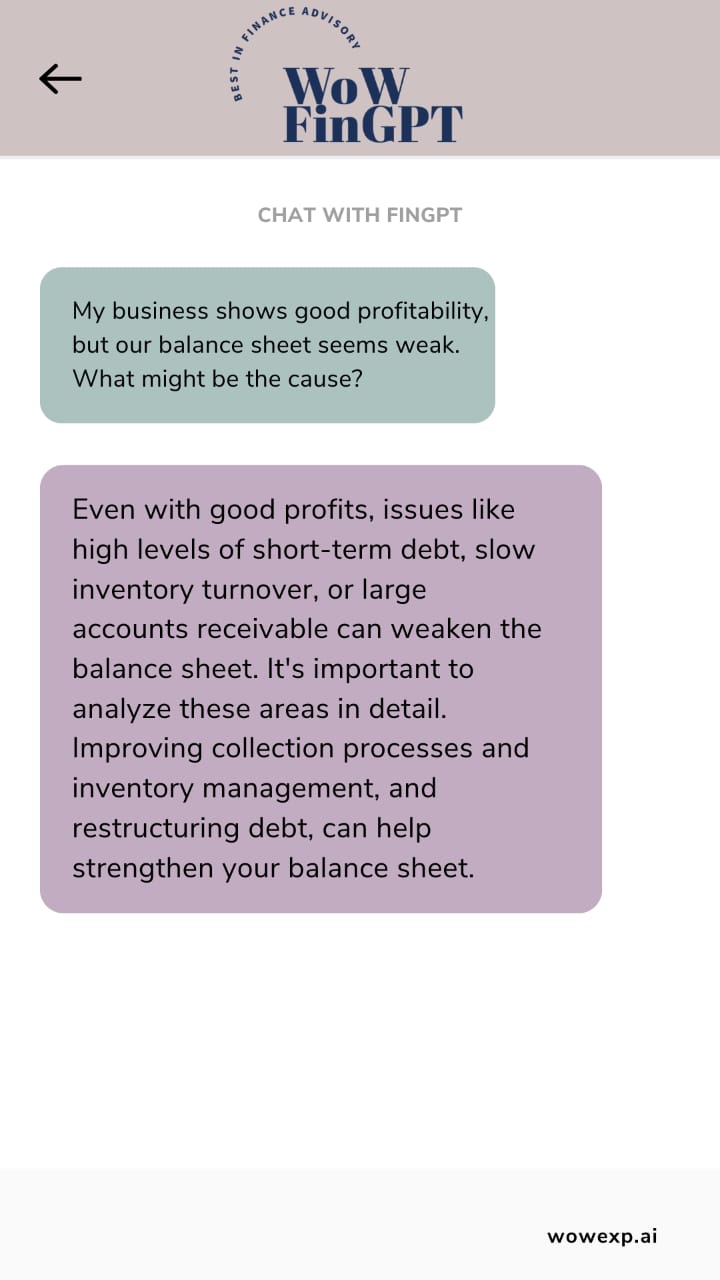 BEST IN FINANCE ADVISORY
WoW
FinGPT
CHAT WITH FINGPT
My business shows good profitability,
but our balance sheet seems weak.
What might be the cause?
Even with good profits, issues like
high levels of short-term debt, slow
inventory turnover, or large
accounts receivable can weaken the
balance sheet. It's important to
analyze these areas in detail.
Improving collection processes and
inventory management, and
restructuring debt, can help
strengthen your balance sheet.
wowexp.ai